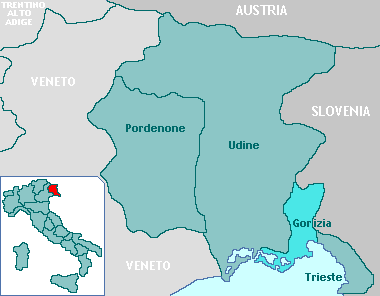 TRENTINO
ALTO
ADIGE
AUSTRIA
VENETO
SLOVENIA
Pordenone
Udine
Gorizia
VENETO
Trieste